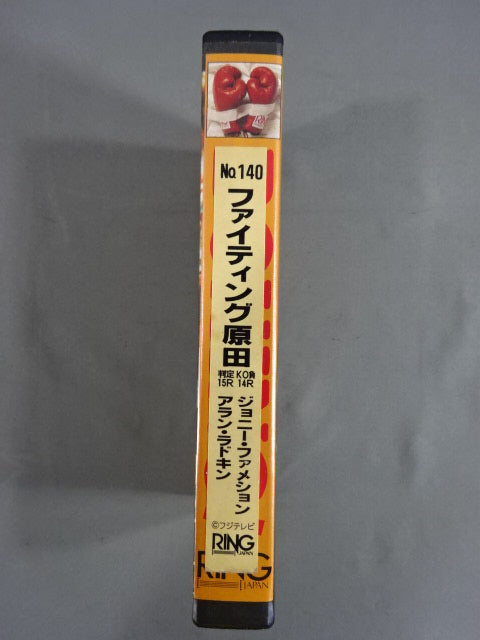 No.140
ファイティング原田
KO負
14R
ジョニー・ファメション
判定
15R
アラン・ラドキン
©フジテレビ
RING
JAPAN
RING
JAPAN